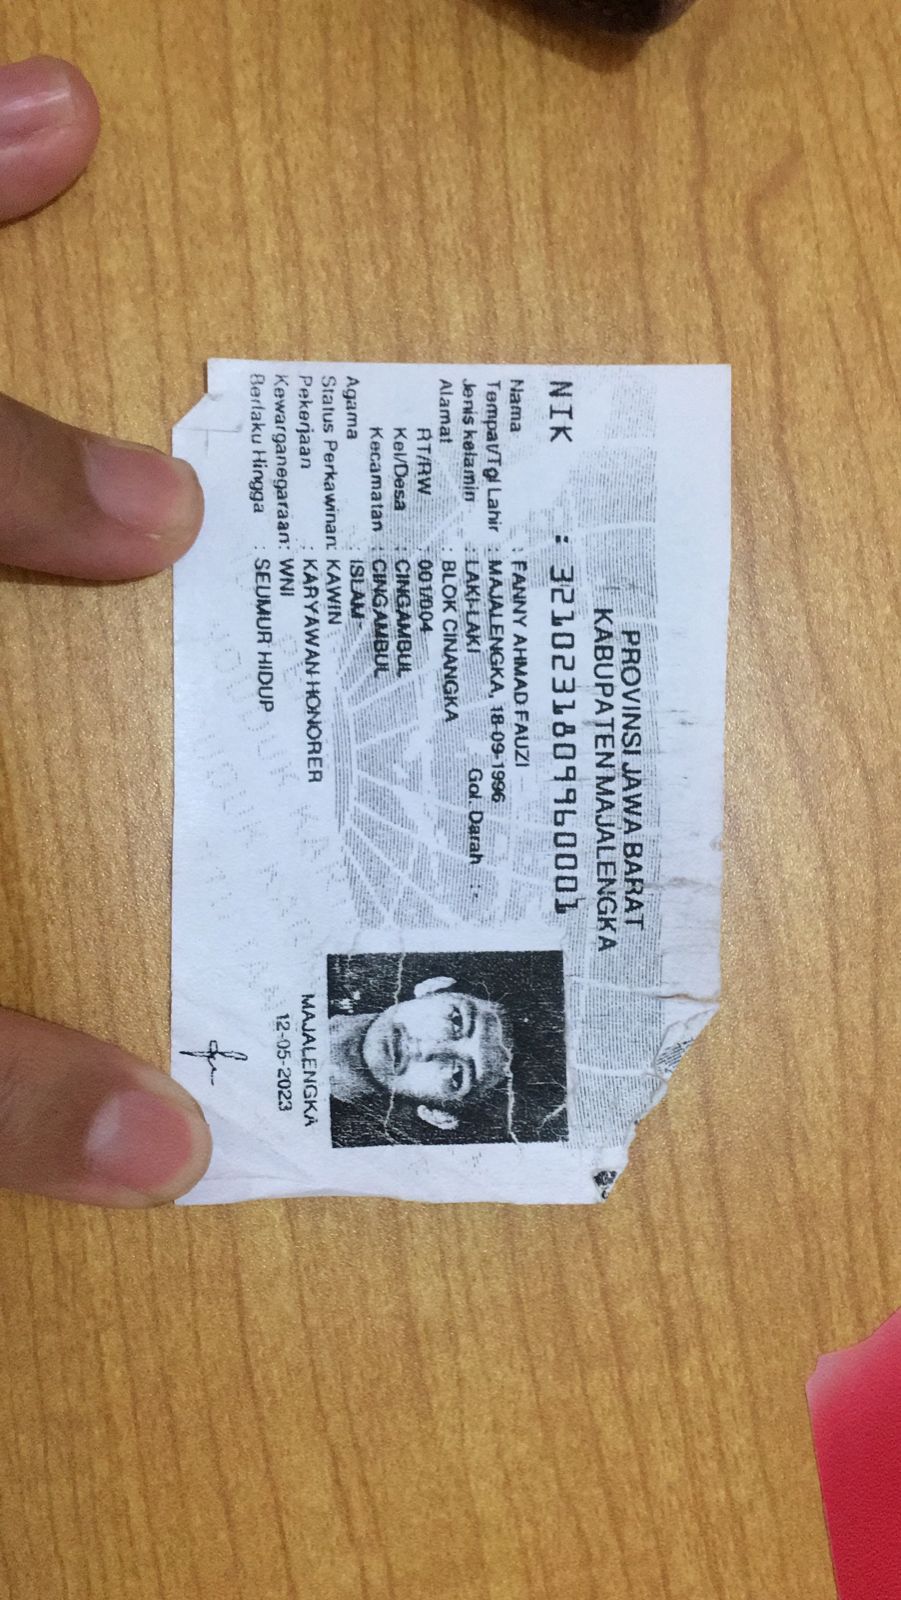 PROVINSI JAWA BARAT
KABUPATEN MAJALENGKA
NIK : 3210231809960001
Nama : FANNY AHMAD FAUZI
Tempat/Tgl Lahir : MAJALENGKA, 18-09-1996
Jenis kelamin : LAKI-LAKI Gol. Darah : -
Alamat : BLOK CINANGKA
RT/RW : 001/004
Kel/Desa : CINGAMBUL
Kecamatan : CINGAMBUL
Agama : ISLAM
Status Perkawinan: KAWIN
Pekerjaan : KARYAWAN HONORER
Kewarganegaraan: WNI
Berlaku Hingga : SEUMUR HIDUP
MAJALENGKA
12-05-2023